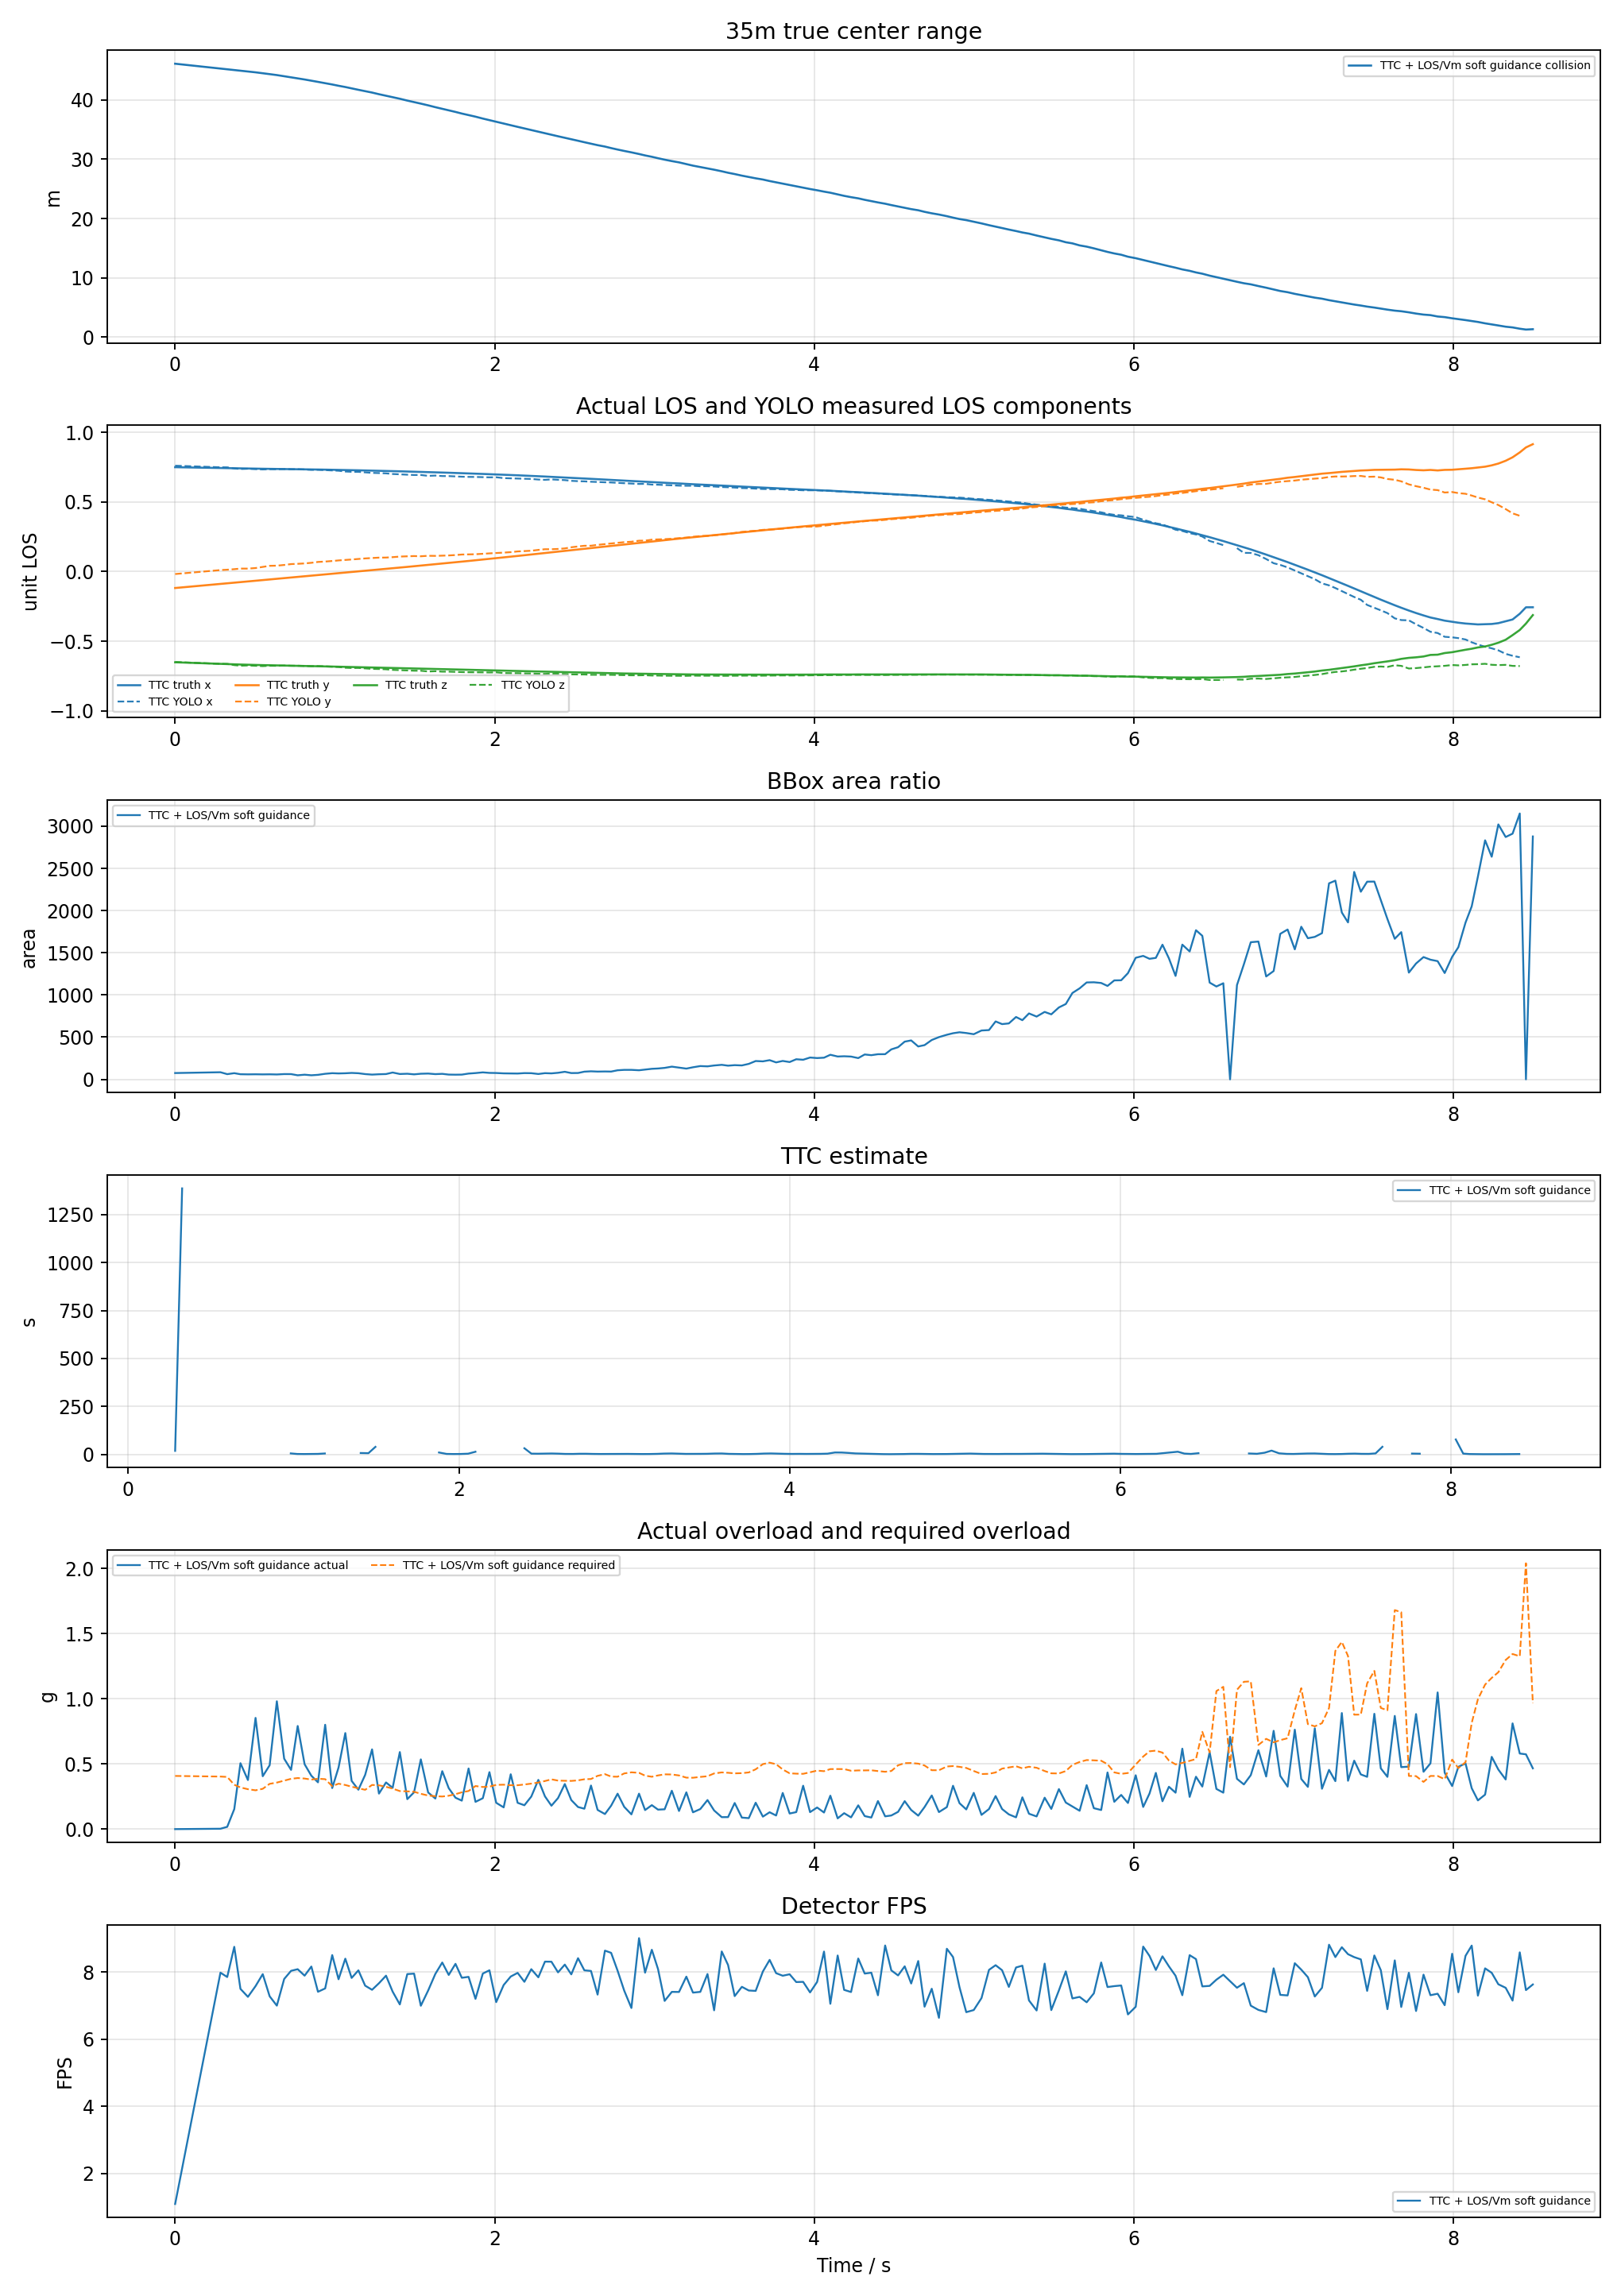 35m true center range
TTC + LOS/Vm soft guidance collision
m
40
30
20
10
0
0 2 4 6 8
Actual LOS and YOLO measured LOS components
unit LOS
1.0
0.5
0.0
−0.5
−1.0
TTC truth x TTC truth y TTC truth z TTC YOLO z
TTC YOLO x TTC YOLO y
0 2 4 6 8
BBox area ratio
TTC + LOS/Vm soft guidance
area
3000
2500
2000
1500
1000
500
0
0 2 4 6 8
TTC estimate
TTC + LOS/Vm soft guidance
s
1250
1000
750
500
250
0
0 2 4 6 8
Actual overload and required overload
TTC + LOS/Vm soft guidance actual TTC + LOS/Vm soft guidance required
g
2.0
1.5
1.0
0.5
0.0
0 2 4 6 8
Detector FPS
FPS
8
6
4
2
TTC + LOS/Vm soft guidance
0 2 4 6 8
Time / s